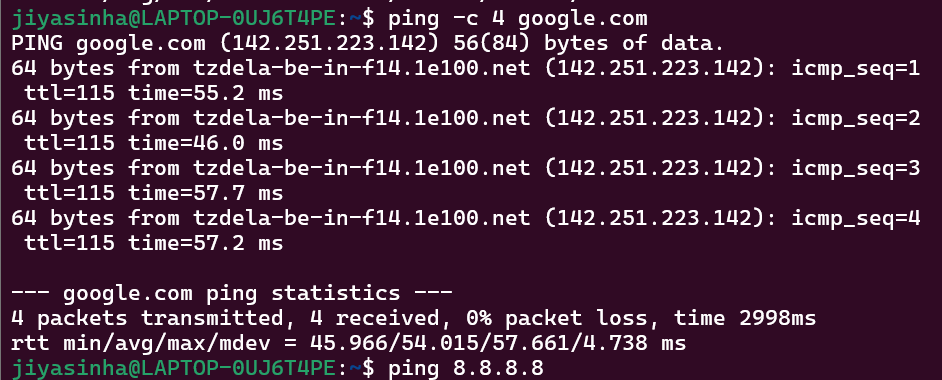 jiyasinha@LAPTOP-0UJ6T4PE:~$ ping -c 4 google.com
PING google.com (142.251.223.142) 56(84) bytes of data.
64 bytes from tzdela-be-in-f14.1e100.net (142.251.223.142): icmp_seq=1
 ttl=115 time=55.2 ms
64 bytes from tzdela-be-in-f14.1e100.net (142.251.223.142): icmp_seq=2
 ttl=115 time=46.0 ms
64 bytes from tzdela-be-in-f14.1e100.net (142.251.223.142): icmp_seq=3
 ttl=115 time=57.7 ms
64 bytes from tzdela-be-in-f14.1e100.net (142.251.223.142): icmp_seq=4
 ttl=115 time=57.2 ms
--- google.com ping statistics ---
4 packets transmitted, 4 received, 0% packet loss, time 2998ms
rtt min/avg/max/mdev = 45.966/54.015/57.661/4.738 ms
jiyasinha@LAPTOP-0UJ6T4PE:~$ ping 8.8.8.8